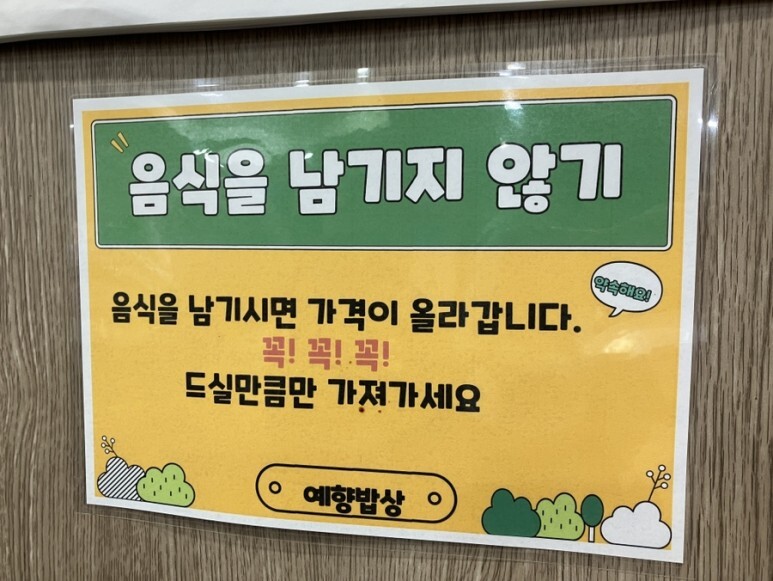 음식을 남기지 않기
약속해요!
음식을 남기시면 가격이 올라갑니다.
꼭! 꼭! 꼭!
드실만큼만 가져가세요
예향밥상